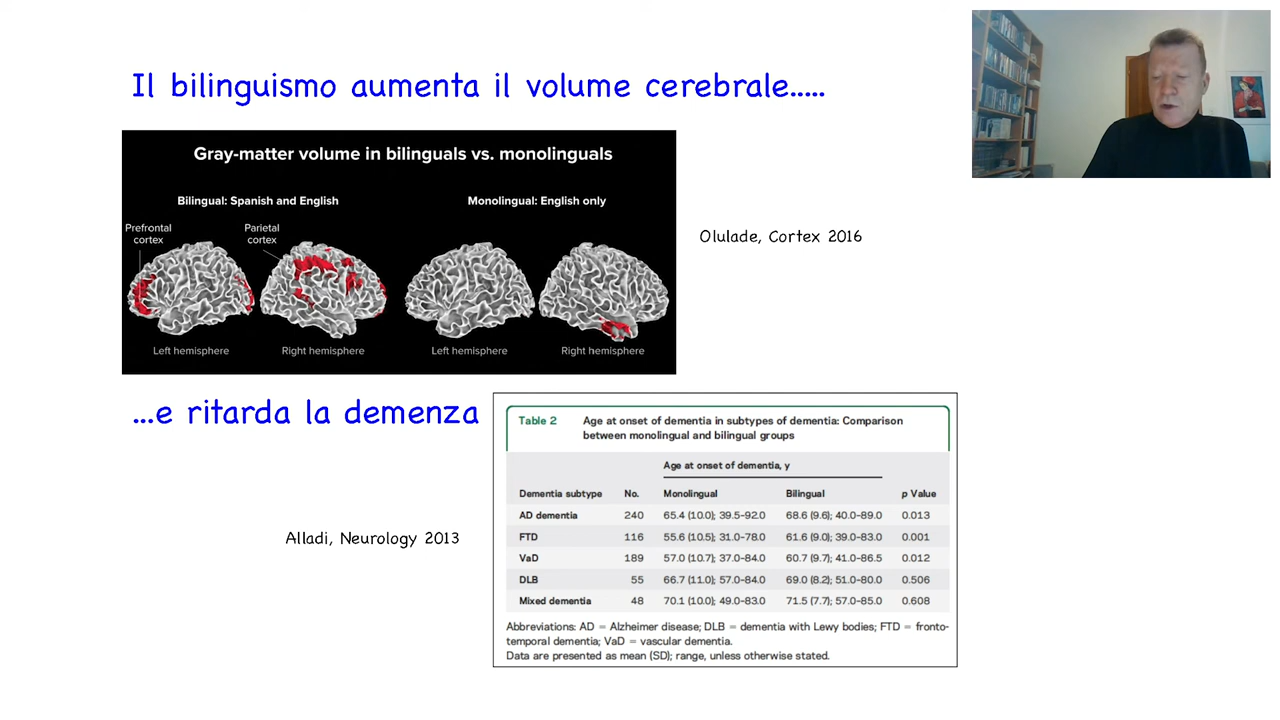 Il bilinguismo aumenta il volume cerebrale.....
Gray-matter volume in bilinguals vs. monolinguals
Bilingual: Spanish and English
Monolingual: English only
Prefrontal
cortex
Parietal
cortex
Left hemisphere
Right hemisphere
Left hemisphere
Right hemisphere
Olulade, Cortex 2016
...e ritarda la demenza
Alladi, Neurology 2013
Table 2 Age at onset of dementia in subtypes of dementia: Comparison
between monolingual and bilingual groups
Age at onset of dementia, y
Dementia subtype No. Monolingual Bilingual p Value
AD dementia 240 65.4 (10.0); 39.5–92.0 68.6 (9.6); 40.0–89.0 0.013
FTD 116 55.6 (10.5); 31.0–78.0 61.6 (9.0); 39.0–83.0 0.001
VaD 189 57.0 (10.7); 37.0–84.0 60.7 (9.7); 41.0–86.5 0.012
DLB 55 66.7 (11.0); 57.0–84.0 69.0 (8.2); 51.0–80.0 0.506
Mixed dementia 48 70.1 (10.0); 49.0–83.0 71.5 (7.7); 57.0–85.0 0.608
Abbreviations: AD = Alzheimer disease; DLB = dementia with Lewy bodies; FTD = fronto-
temporal dementia; VaD = vascular dementia.
Data are presented as mean (SD); range, unless otherwise stated.